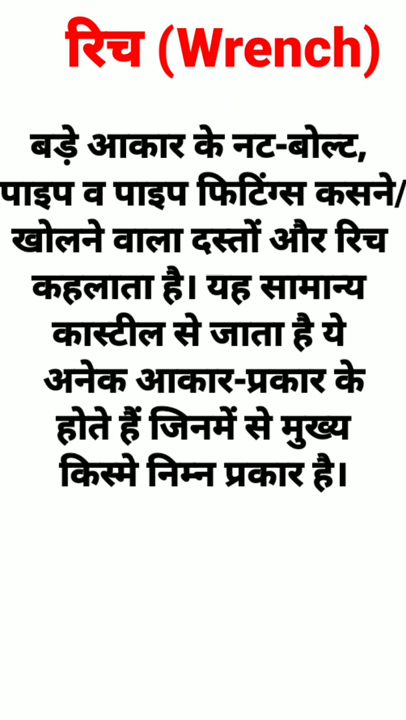 रिच (Wrench)
बड़े आकार के नट-बोल्ट,
पाइप व पाइप फिटिंग्स कसने/
खोलने वाला दस्तों और रिच
कहलाता है। यह सामान्य
कास्टील से जाता है ये
अनेक आकार-प्रकार के
होते हैं जिनमें से मुख्य
किस्मे निम्न प्रकार है।